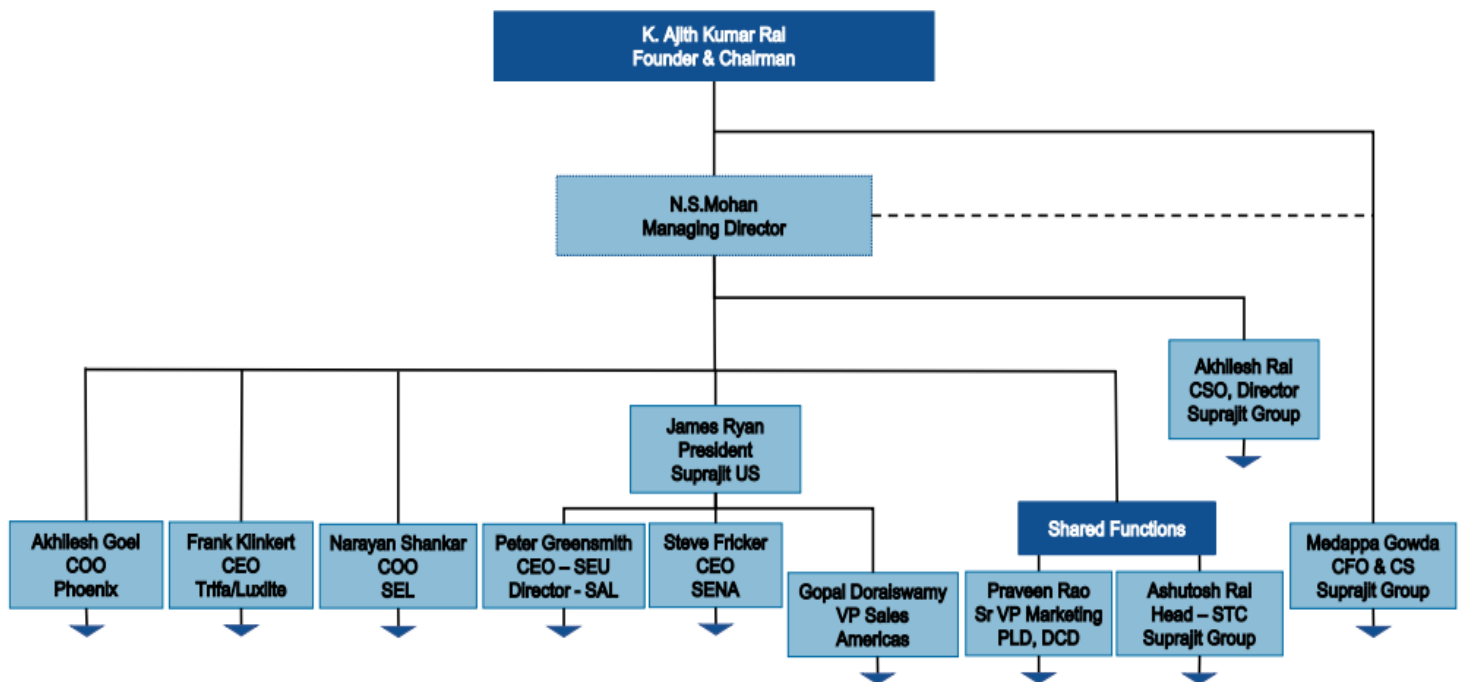 K. Ajith Kumar Rai
Founder & Chairman
N.S.Mohan
Managing Director
Akhilesh Rai
CSO, Director
Suprajit Group
James Ryan
President
Suprajit US
Shared Functions
Akhilesh Goel
COO
Phoenix
Frank Klinkert
CEO
Trifa/Luxlite
Narayan Shankar
COO
SEL
Peter Greensmith
CEO – SEU
Director - SAL
Steve Fricker
CEO
SENA
Gopal Doraiswamy
VP Sales
Americas
Praveen Rao
Sr VP Marketing
PLD, DCD
Ashutosh Rai
Head – STC
Suprajit Group
Medappa Gowda
CFO & CS
Suprajit Group